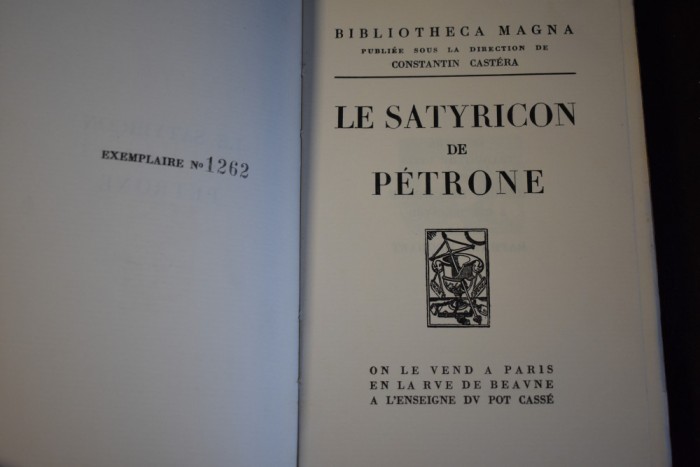 EXEMPLAIRE No 1262
BIBLIOTHECA MAGNA
PUBLIÉE SOUS LA DIRECTION DE
CONSTANTIN CASTÉRA
LE SATYRICON
DE
PÉTRONE
ON LE VEND A PARIS
EN LA RVE DE BEAVNE
A L'ENSEIGNE DV POT CASSÉ